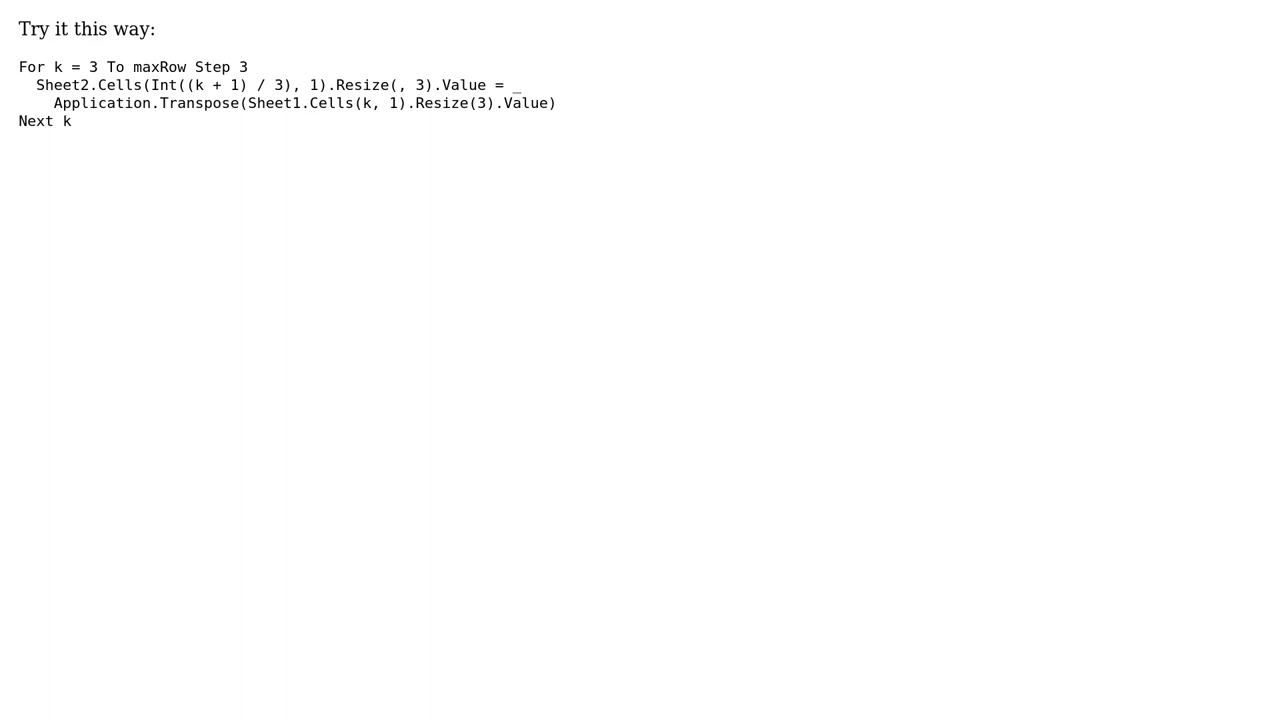 Try it this way:
For k = 3 To maxRow Step 3
  Sheet2.Cells(Int((k + 1) / 3), 1).Resize(, 3).Value = _
    Application.Transpose(Sheet1.Cells(k, 1).Resize(3).Value)
Next k